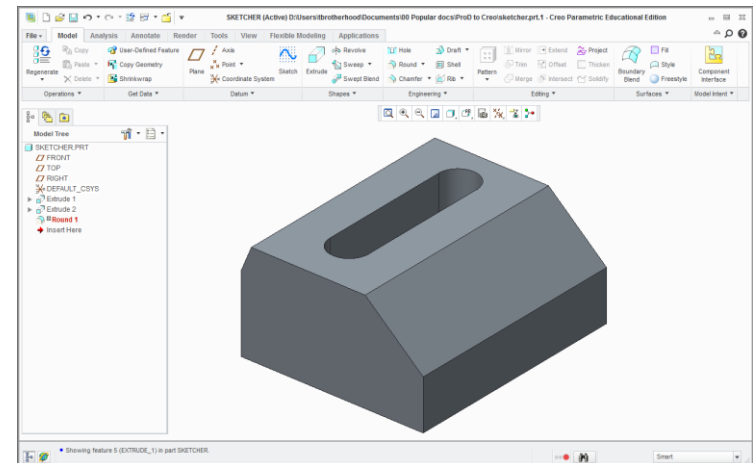 SKETCHER (Active) D:\Users\tbrotherhood\Documents\00 Popular docs\ProD to Creo\sketcher.prt.1 - Creo Parametric Educational Edition
File Model Analysis Annotate Render Tools View Flexible Modeling Applications
Copy User-Defined Feature Axis Revolve Hole Draft Mirror Extend Project Fill
Paste Copy Geometry Point Sweep Round Shell Trim Offset Thicken Style
Regenerate Delete Shrinkwrap Plane Coordinate System Sketch Extrude Swept Blend Chamfer Rib Pattern Merge Intersect Solidify Boundary Blend Freestyle Component Interface
Operations Get Data Datum Shapes Engineering Editing Surfaces Model Intent
Model Tree
SKETCHER.PRT
FRONT
TOP
RIGHT
DEFAULT_CSYS
Extrude 1
Extrude 2
Round 1
Insert Here
Showing feature 5 (EXTRUDE_1) in part SKETCHER.
Smart